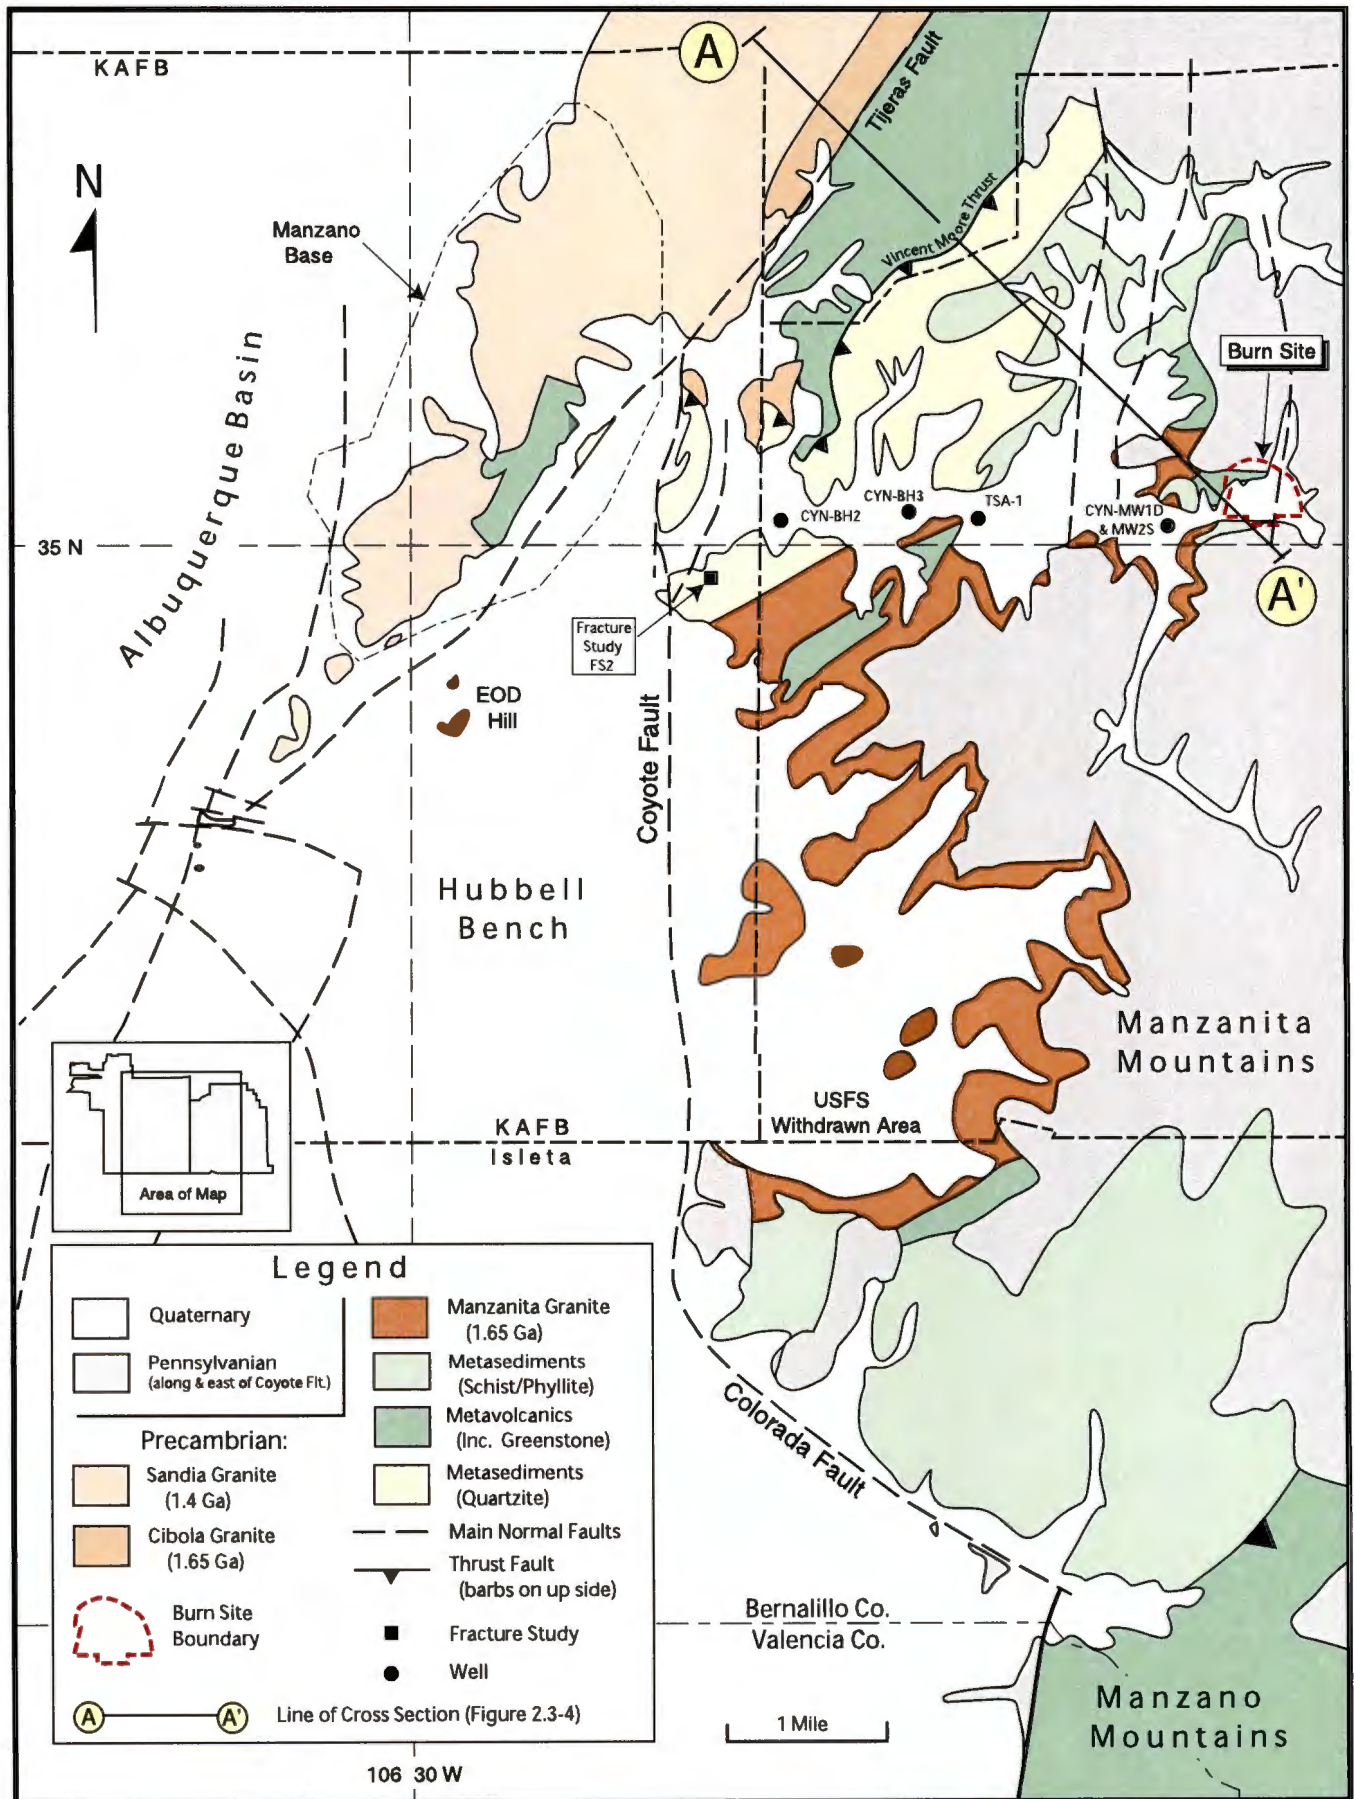 KAFB
A
Tijeras Fault
N
Manzano
Base
Vincent Moore Thrust
Burn Site
Albuquerque Basin
CYN-BH3
TSA-1
CYN-BH2
CYN-MW1D
& MW2S
35 N
A'
Fracture
Study
FS2
EOD
Hill
Coyote Fault
Hubbell
Bench
Manzanita
Mountains
USFS
Withdrawn Area
KAFB
Isleta
Area of Map
Legend
Quaternary
Pennsylvanian
(along & east of Coyote Flt.)
Precambrian:
Sandia Granite
(1.4 Ga)
Cibola Granite
(1.65 Ga)
Burn Site
Boundary
Manzanita Granite
(1.65 Ga)
Metasediments
(Schist/Phyllite)
Metavolcanics
(Inc. Greenstone)
Metasediments
(Quartzite)
Main Normal Faults
Thrust Fault
(barbs on up side)
Fracture Study
Well
A A' Line of Cross Section (Figure 2.3-4)
Colorada Fault
Bernalillo Co.
Valencia Co.
1 Mile
Manzano
Mountains
106 30 W